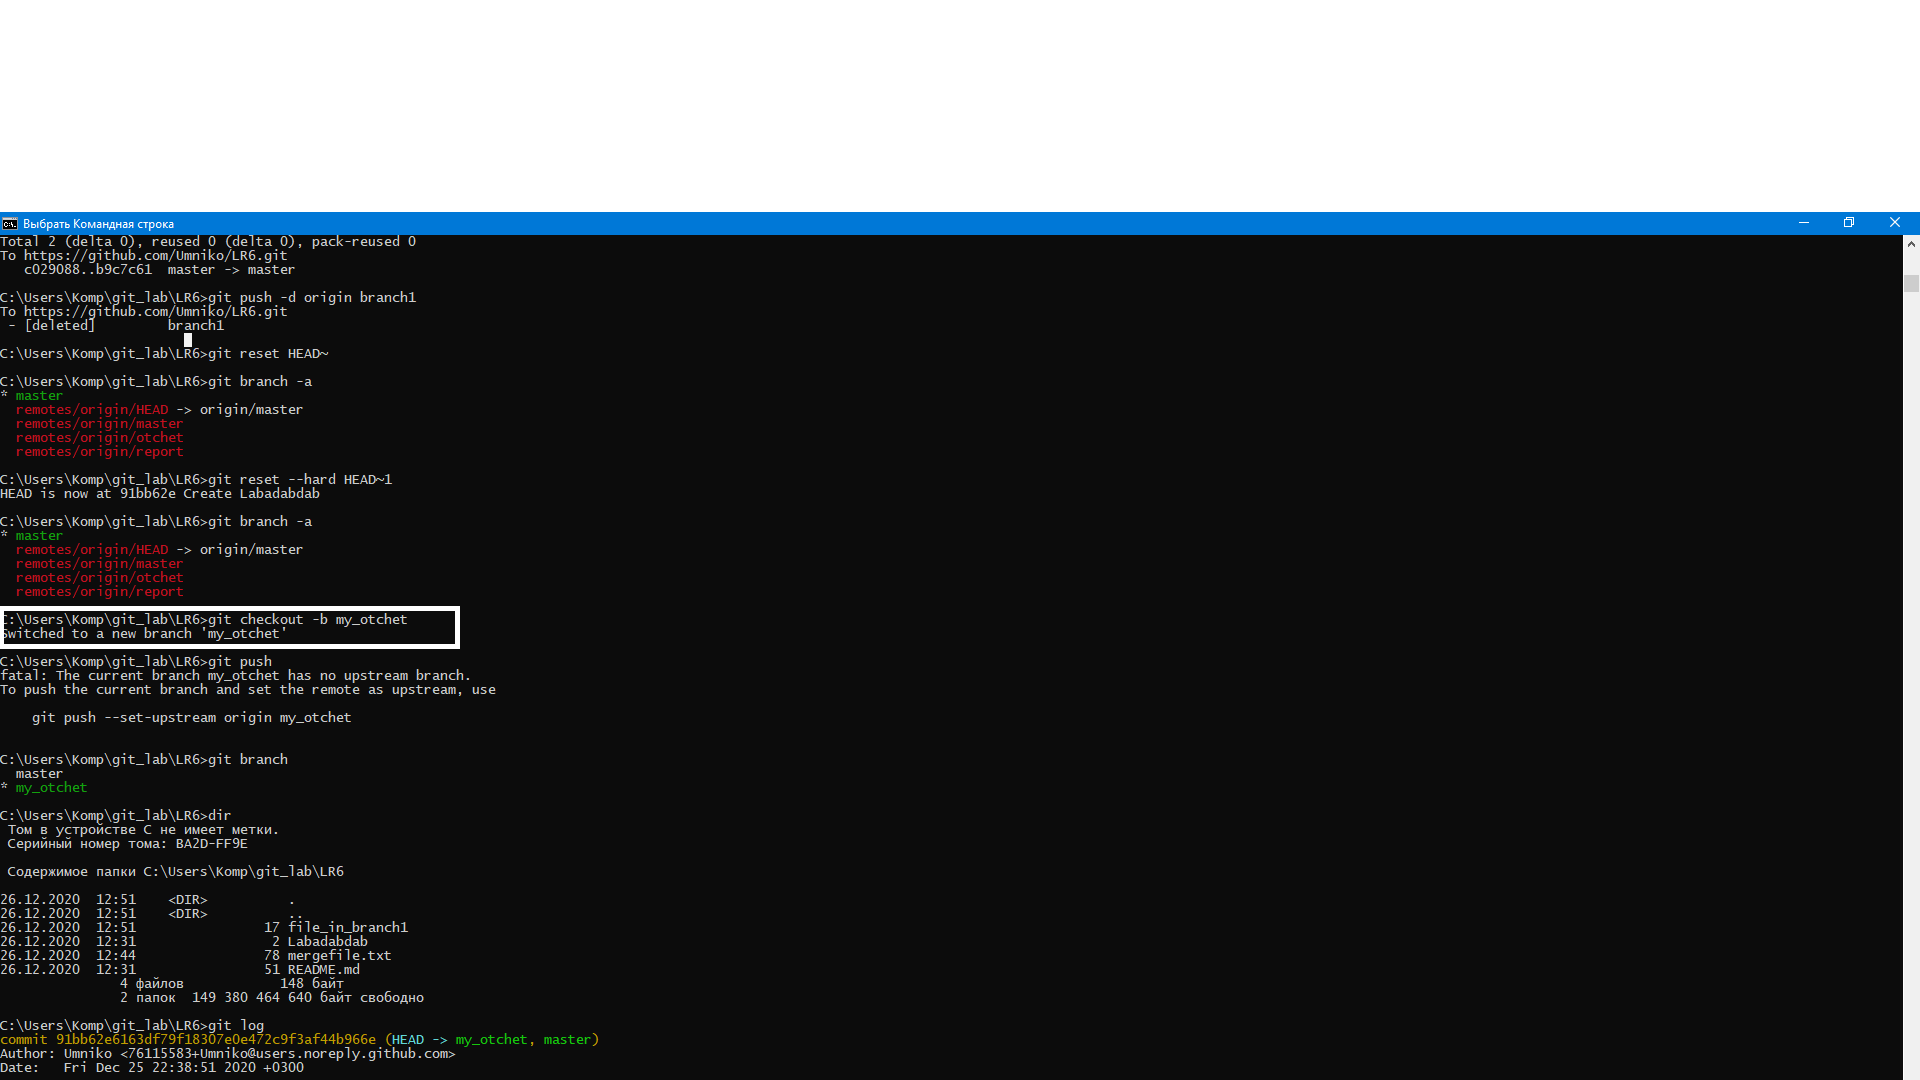 Выбрать Командная строка
Total 2 (delta 0), reused 0 (delta 0), pack-reused 0
To https://github.com/Umniko/LR6.git
   c029088..b9c7c61  master -> master
C:\Users\Komp\git_lab\LR6>git push -d origin branch1
To https://github.com/Umniko/LR6.git
 - [deleted]         branch1
C:\Users\Komp\git_lab\LR6>git reset HEAD~
C:\Users\Komp\git_lab\LR6>git branch -a
* master
  remotes/origin/HEAD -> origin/master
  remotes/origin/master
  remotes/origin/otchet
  remotes/origin/report
C:\Users\Komp\git_lab\LR6>git reset --hard HEAD~1
HEAD is now at 91bb62e Create Labadabdab
C:\Users\Komp\git_lab\LR6>git branch -a
* master
  remotes/origin/HEAD -> origin/master
  remotes/origin/master
  remotes/origin/otchet
  remotes/origin/report
C:\Users\Komp\git_lab\LR6>git checkout -b my_otchet
Switched to a new branch 'my_otchet'
C:\Users\Komp\git_lab\LR6>git push
fatal: The current branch my_otchet has no upstream branch.
To push the current branch and set the remote as upstream, use
    git push --set-upstream origin my_otchet
C:\Users\Komp\git_lab\LR6>git branch
  master
* my_otchet
C:\Users\Komp\git_lab\LR6>dir
 Том в устройстве C не имеет метки.
 Серийный номер тома: BA2D-FF9E
 Содержимое папки C:\Users\Komp\git_lab\LR6
26.12.2020  12:51    <DIR>          .
26.12.2020  12:51    <DIR>          ..
26.12.2020  12:51                17 file_in_branch1
26.12.2020  12:31                 2 Labadabdab
26.12.2020  12:44                78 mergefile.txt
26.12.2020  12:31                51 README.md
               4 файлов            148 байт
               2 папок  149 380 464 640 байт свободно
C:\Users\Komp\git_lab\LR6>git log
commit 91bb62e6163df79f18307e0e472c9f3af44b966e (HEAD -> my_otchet, master)
Author: Umniko <76115583+Umniko@users.noreply.github.com>
Date:   Fri Dec 25 22:38:51 2020 +0300